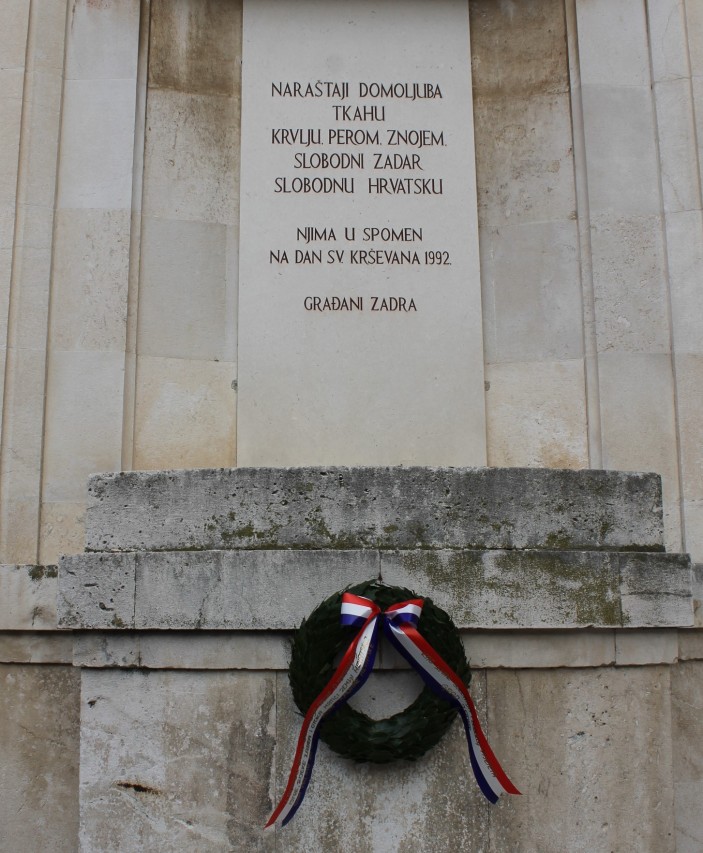 NARAŠTAJI DOMOLJUBA
TKAHU
KRVLJU, PEROM, ZNOJEM,
SLOBODNI ZADAR
SLOBODNU HRVATSKU
NJIMA U SPOMEN
NA DAN SV. KRŠEVANA 1992.
GRAĐANI ZADRA